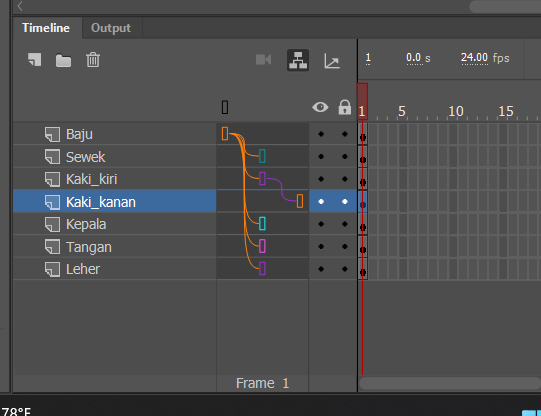 Timeline Output
1 0.0 s 24.00 fps
1 5 10 15
Baju
Sewek
Kaki_kiri
Kaki_kanan
Kepala
Tangan
Leher
Frame 1
78°F